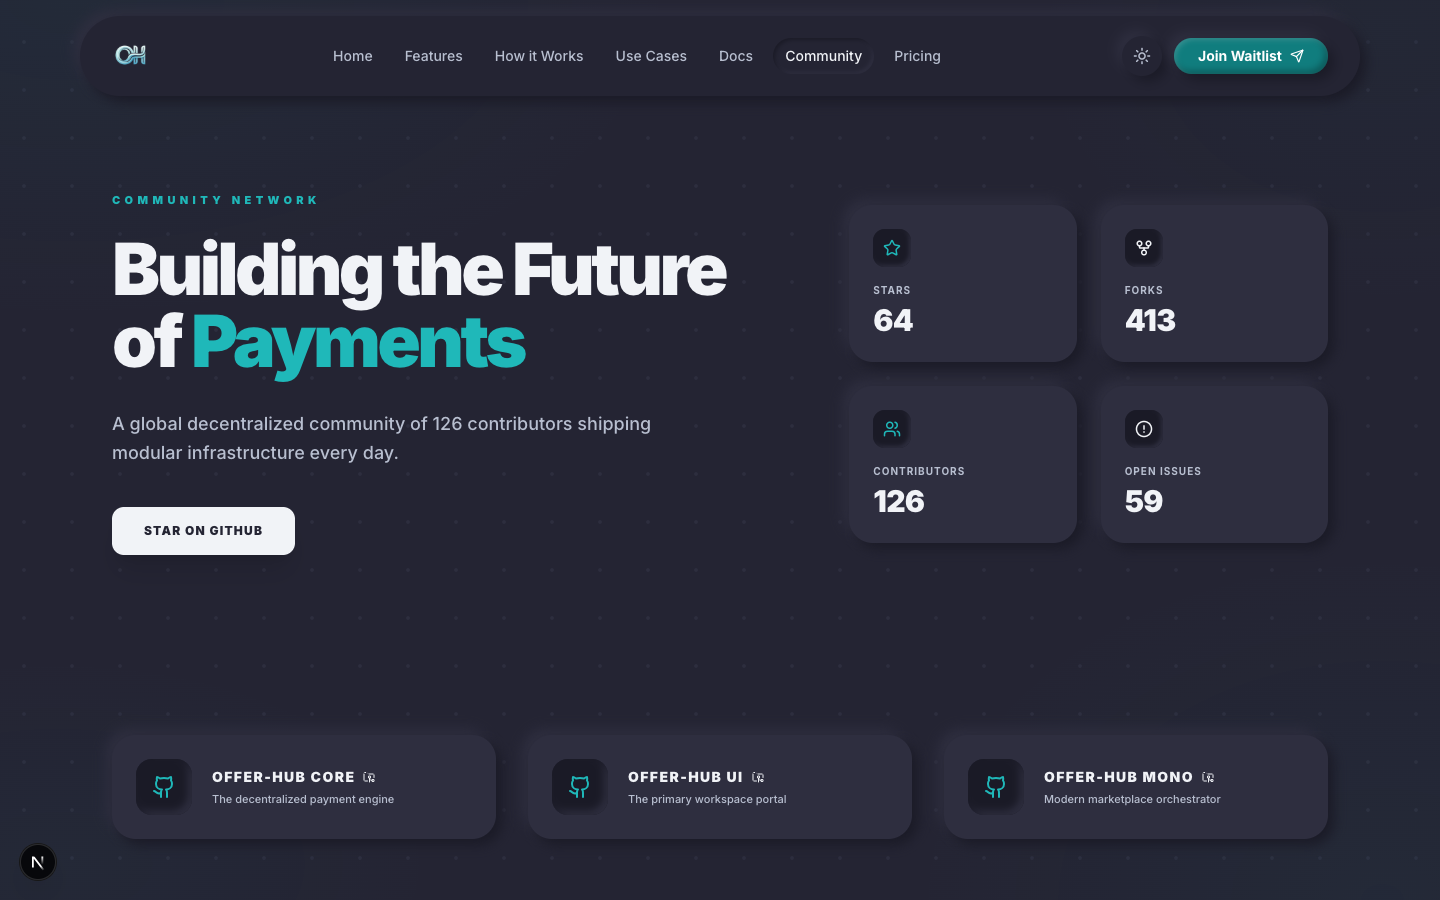 OH
Home
Features
How it Works
Use Cases
Docs
Community
Pricing
Join Waitlist
COMMUNITY NETWORK
Building the Future
of Payments
A global decentralized community of 126 contributors shipping
modular infrastructure every day.
STAR ON GITHUB
STARS
64
FORKS
413
CONTRIBUTORS
126
OPEN ISSUES
59
OFFER-HUB CORE
The decentralized payment engine
OFFER-HUB UI
The primary workspace portal
OFFER-HUB MONO
Modern marketplace orchestrator
N